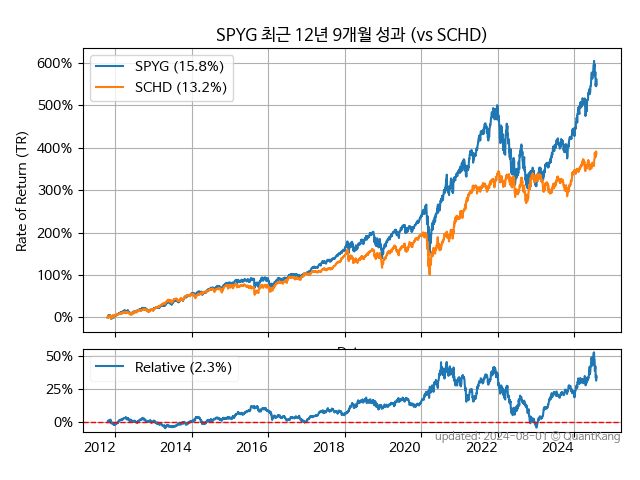 SPYG 최근 12년 9개월 성과 (vs SCHD)
Rate of Return (TR)
600%
500%
400%
300%
200%
100%
0%
SPYG (15.8%)
SCHD (13.2%)
50%
25%
0%
Relative (2.3%)
2012 2014 2016 2018 2020 2022 2024
updated: 2024-08-01 © QuantKang